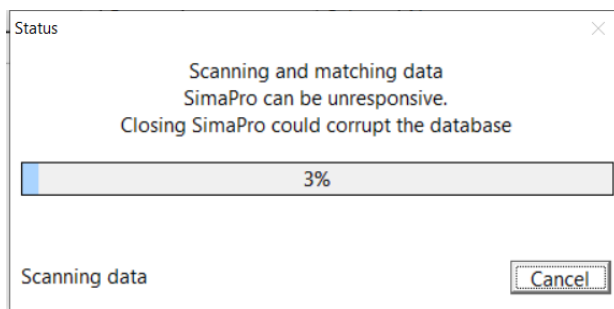 Status
Scanning and matching data
SimaPro can be unresponsive.
Closing SimaPro could corrupt the database
3%
Scanning data
Cancel